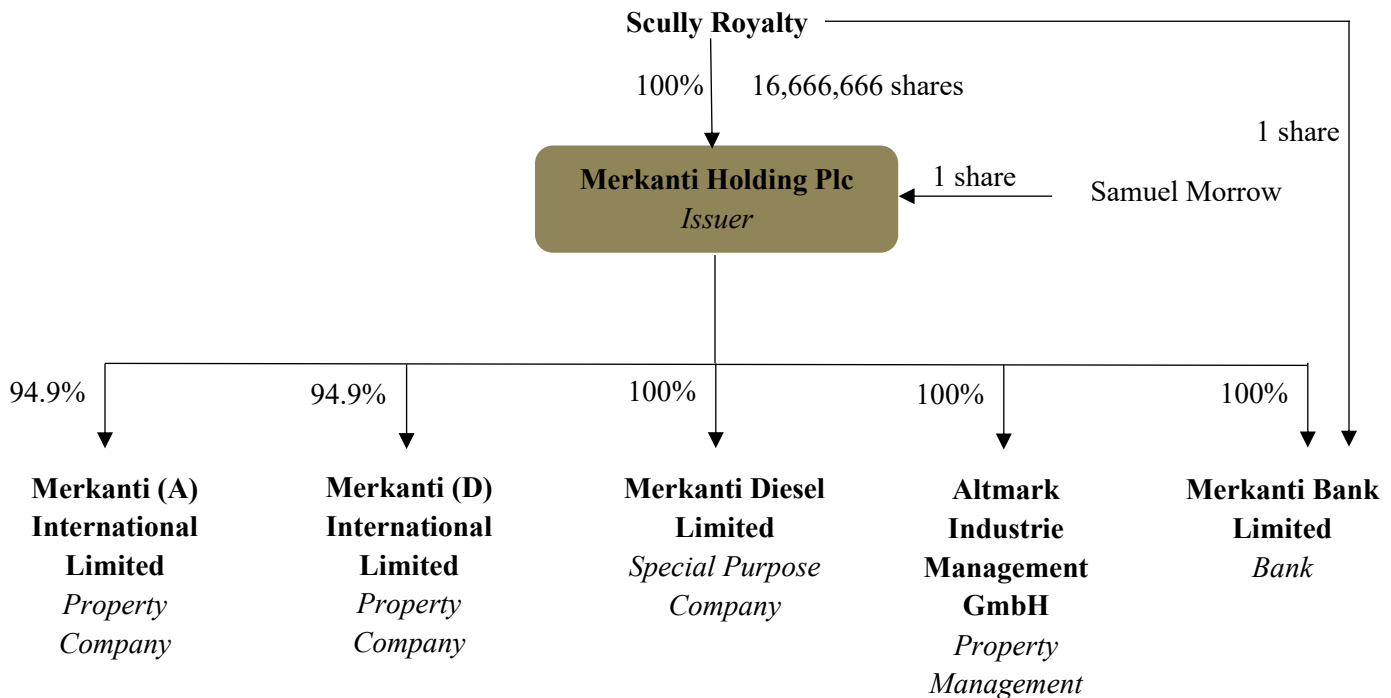 Scully Royalty
100%
16,666,666 shares
1 share
Merkanti Holding Plc
Issuer
1 share
Samuel Morrow
94.9%
94.9%
100%
100%
100%
Merkanti (A)
International
Limited
Property
Company
Merkanti (D)
International
Limited
Property
Company
Merkanti Diesel
Limited
Special Purpose
Company
Altmark
Industrie
Management
GmbH
Property
Management
Merkanti Bank
Limited
Bank